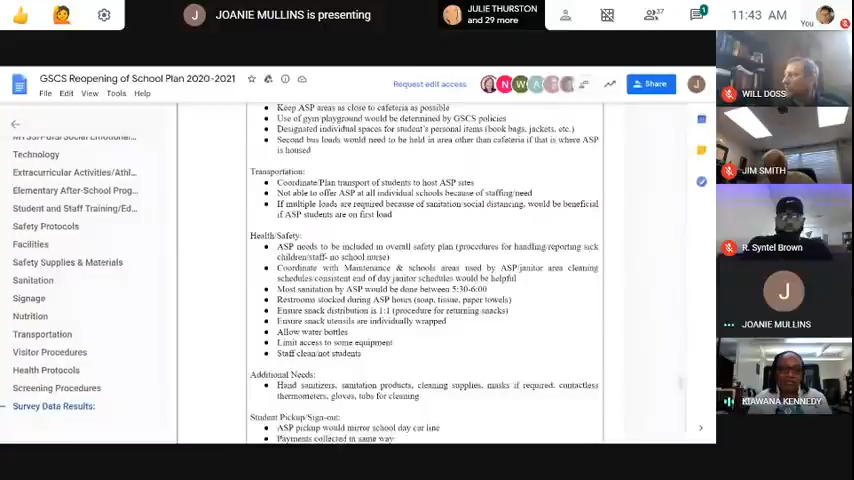 JOANIE MULLINS is presenting
JULIE THURSTON
and 29 more
37
1
11:43 AM
You
GSCS Reopening of School Plan 2020-2021
File Edit View Tools Help
Request edit access
N
W
A
Share
J
Technology
Extracurricular Activities/Athl...
Elementary After-School Prog...
Student and Staff Training/Ed...
Safety Protocols
Facilities
Safety Supplies & Materials
Sanitation
Signage
Nutrition
Transportation
Visitor Procedures
Health Protocols
Screening Procedures
Survey Data Results:
Keep ASP areas as close to cafeteria as possible
Use of gym/playground would be determined by GSCS policies
Designated individual spaces for student's personal items (book bags, jackets, etc.)
Second bus loads would need to be held in area other than cafeteria if that is where ASP
is housed
Transportation:
Coordinate/Plan transport of students to host ASP sites
Not able to offer ASP at all individual schools because of staffing/need
If multiple loads are required because of sanitation/social distancing, would be beneficial
if ASP students are on first load
Health/Safety:
ASP needs to be included in overall safety plan (procedures for handling/reporting sick
children/staff- no school nurse)
Coordinate with Maintenance & schools areas used by ASP/janitor area cleaning
schedules/consistent end of day janitor schedules would be helpful
Most sanitation by ASP would be done between 5:30-6:00
Restrooms stocked during ASP hours (soap, tissue, paper towels)
Ensure snack distribution is 1:1 (procedure for returning snacks)
Ensure snack utensils are individually wrapped
Allow water bottles
Limit access to some equipment
Staff clean/not students
Additional Needs:
Hand sanitizers, sanitation products, cleaning supplies, masks if required, contactless
thermometers, gloves, tubs for cleaning
Student Pickup/Sign-out:
ASP pickup would mirror school day car line
Payments collected in same way
WILL DOSS
JIM SMITH
R. Syntel Brown
J
JOANIE MULLINS
KIAWANA KENNEDY